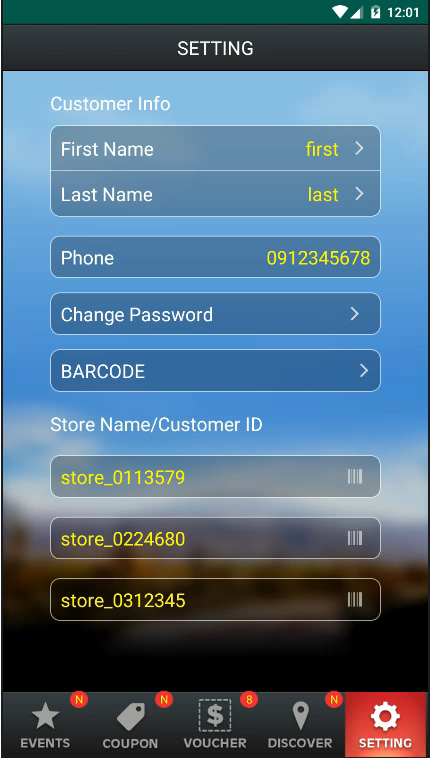 12:01
SETTING
Customer Info
First Name first
Last Name last
Phone 0912345678
Change Password
BARCODE
Store Name/Customer ID
store_0113579
store_0224680
store_0312345
N N 8 N
EVENTS COUPON VOUCHER DISCOVER SETTING